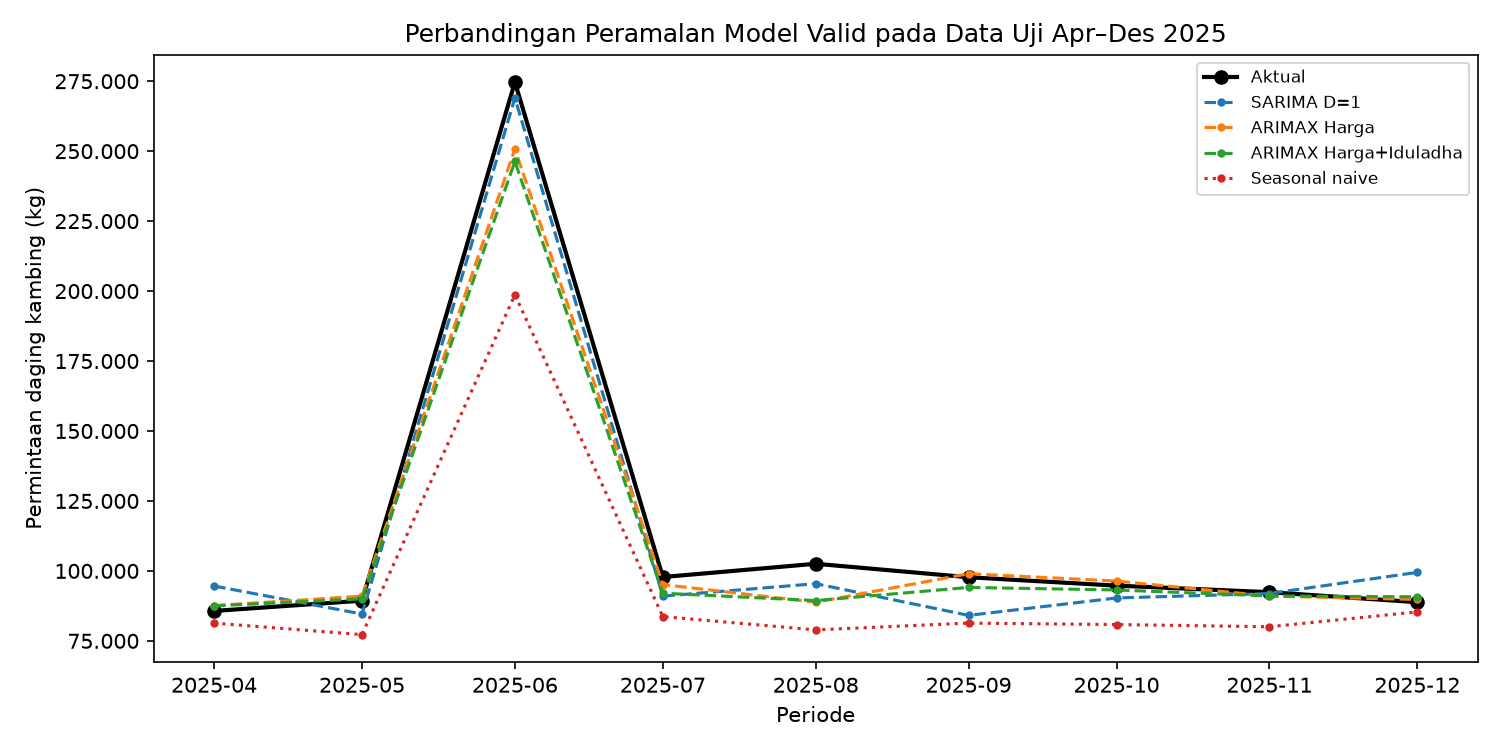 Perbandingan Peramalan Model Valid pada Data Uji Apr–Des 2025
275.000
250.000
225.000
200.000
175.000
150.000
125.000
100.000
75.000
Permintaan daging kambing (kg)
Aktual
SARIMA D=1
ARIMAX Harga
ARIMAX Harga+Iduladha
Seasonal naive
2025-04 2025-05 2025-06 2025-07 2025-08 2025-09 2025-10 2025-11 2025-12
Periode